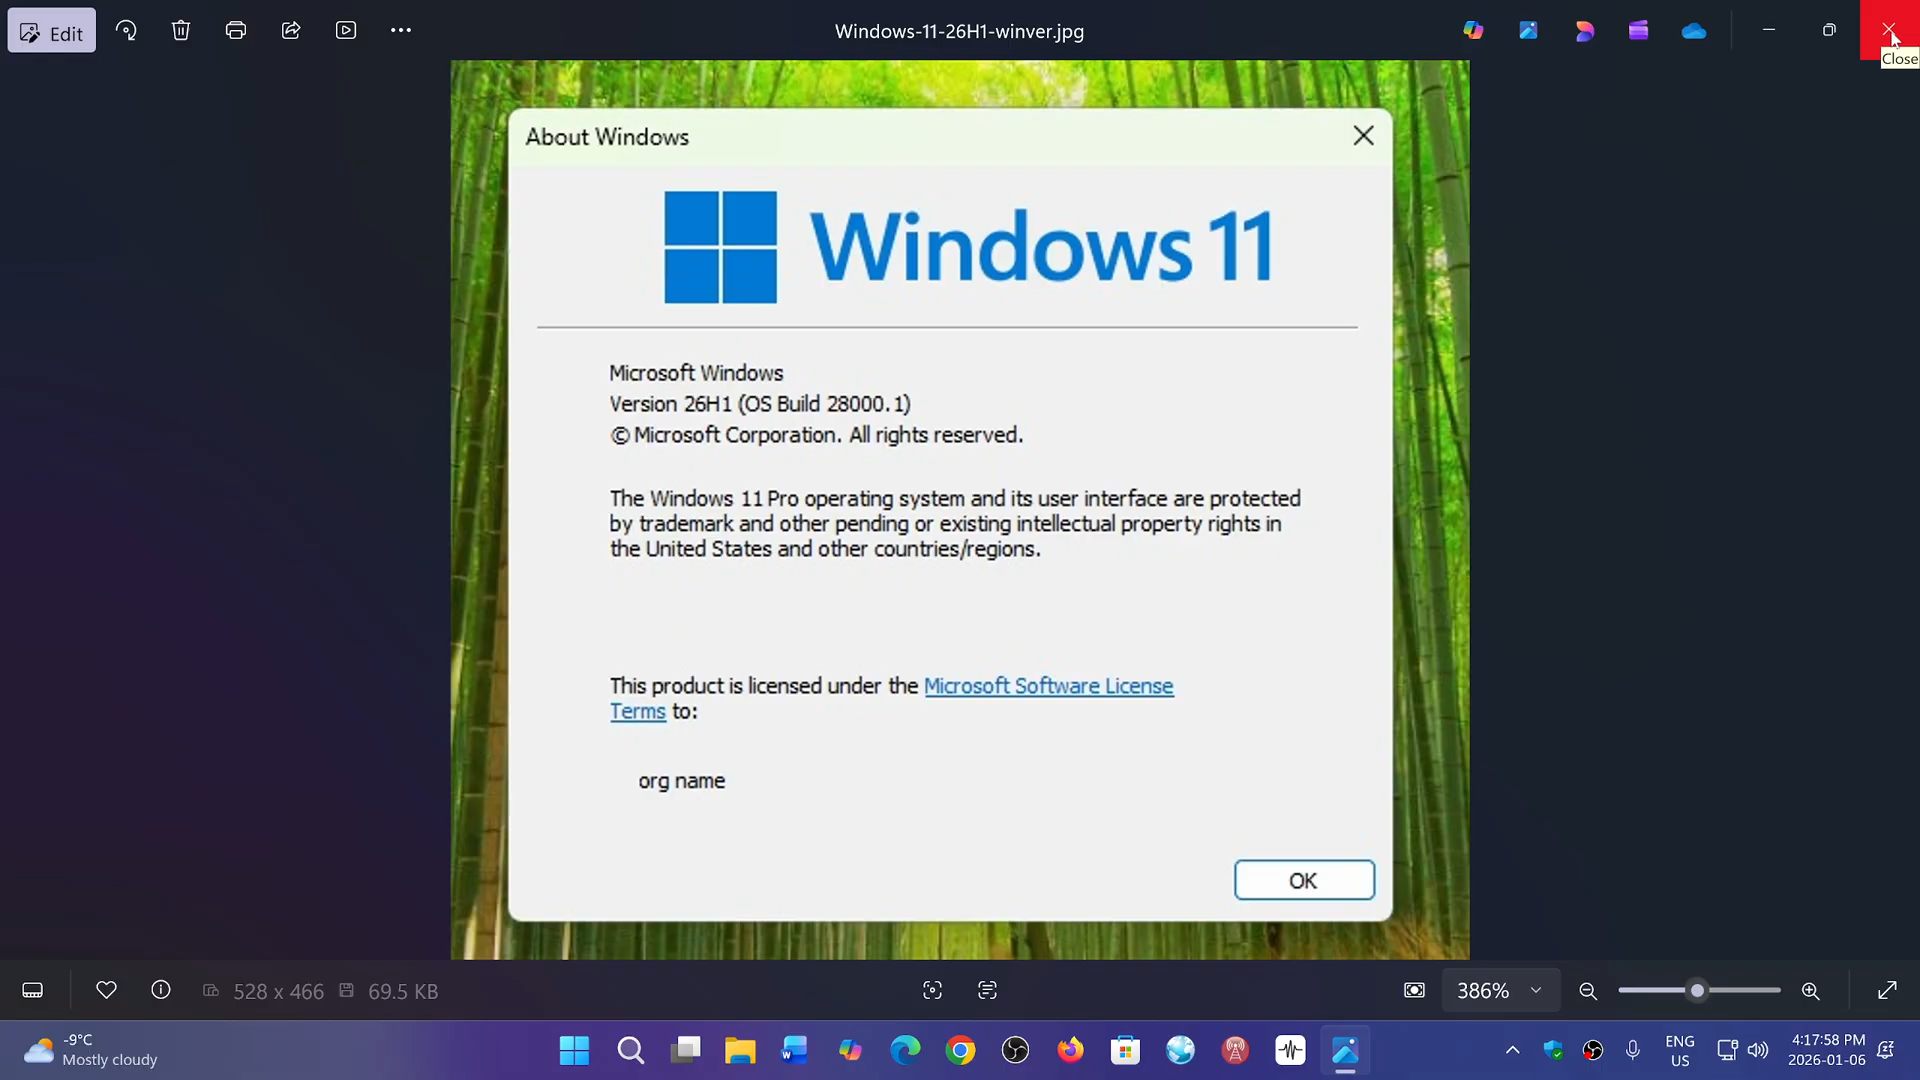 Edit
Windows-11-26H1-winver.jpg
Close
About Windows
Windows 11
Microsoft Windows
Version 26H1 (OS Build 28000.1)
© Microsoft Corporation. All rights reserved.
The Windows 11 Pro operating system and its user interface are protected
by trademark and other pending or existing intellectual property rights in
the United States and other countries/regions.
This product is licensed under the Microsoft Software License
Terms to:
org name
OK
528 x 466 69.5 KB
386%
-9°C
Mostly cloudy
ENG
US
4:17:58 PM
2026-01-06